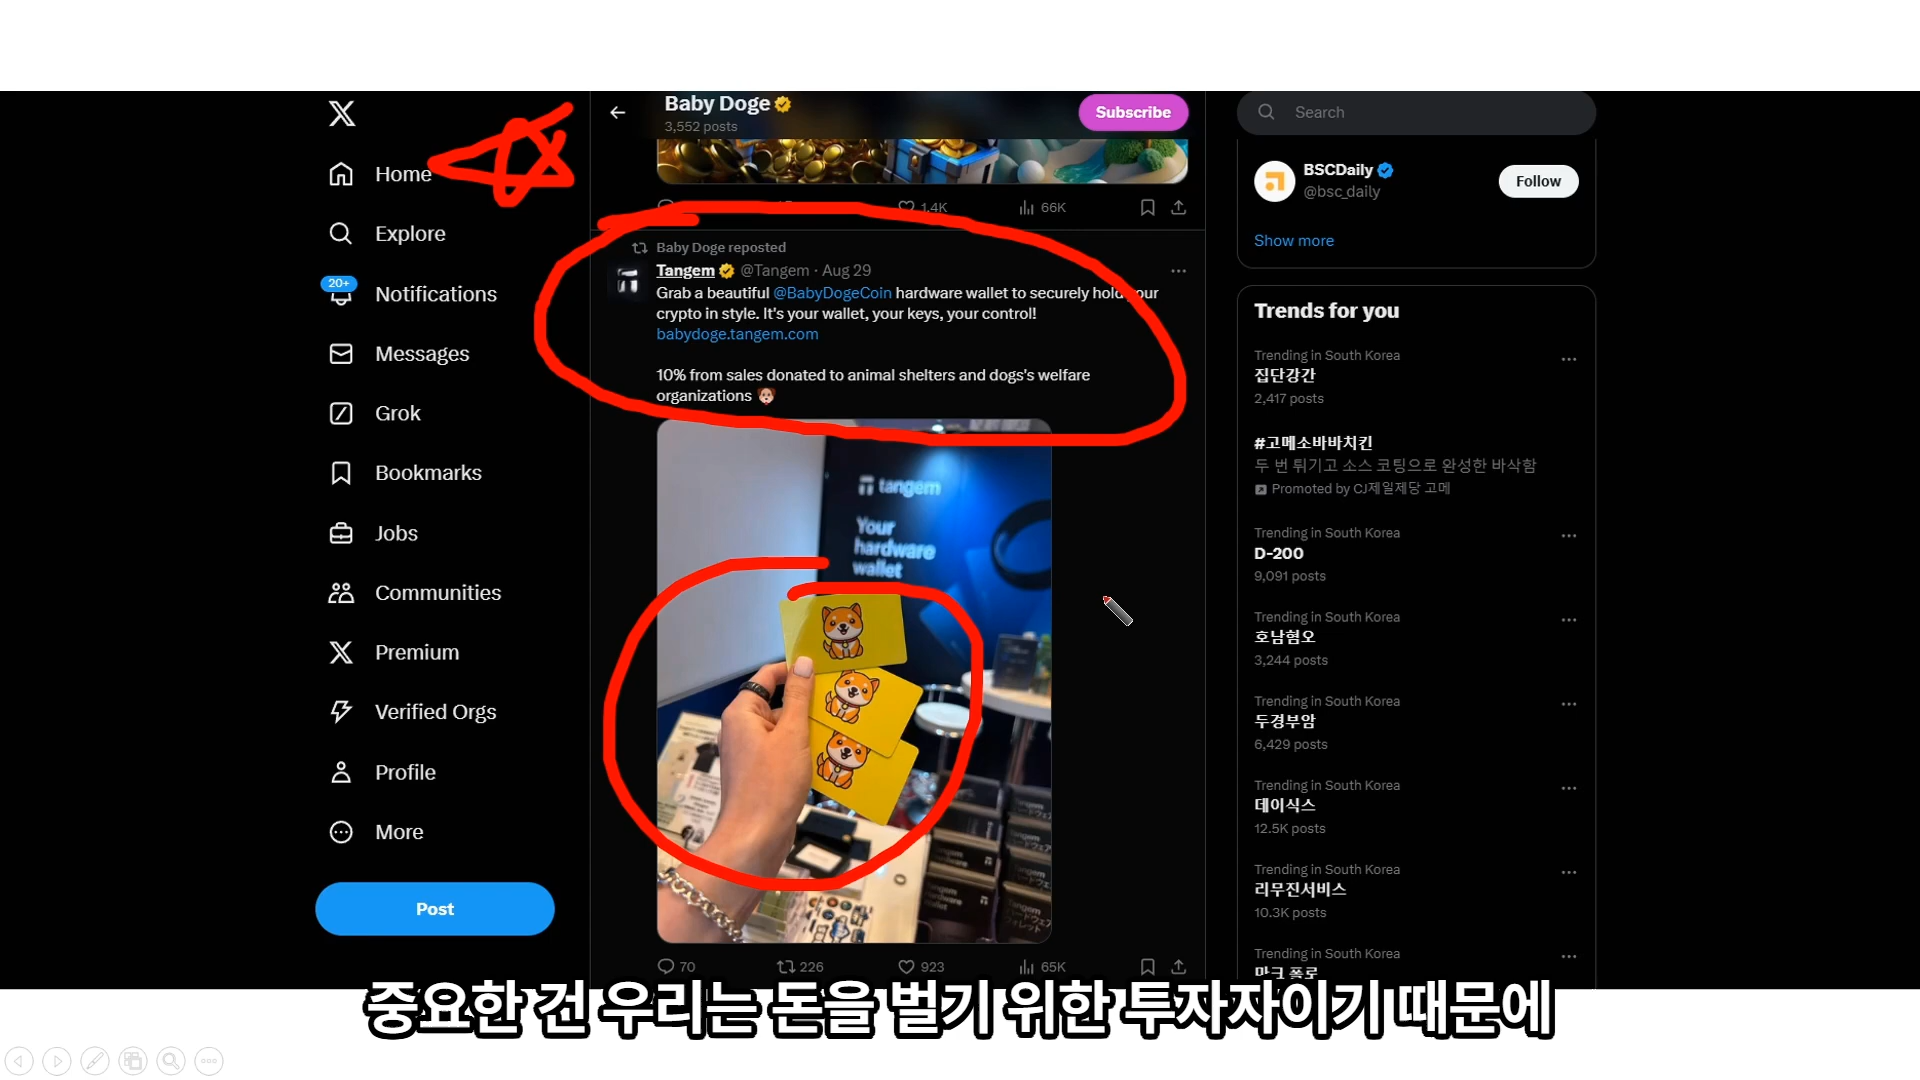 Home
Explore
20+
Notifications
Messages
Grok
Bookmarks
Jobs
Communities
Premium
Verified Orgs
Profile
More
Post
Baby Doge
3,552 posts
Subscribe
1.4K
66K
Baby Doge reposted
Tangem @Tangem · Aug 29
Grab a beautiful @BabyDogeCoin hardware wallet to securely hold your
crypto in style. It's your wallet, your keys, your control!
babydoge.tangem.com
10% from sales donated to animal shelters and dogs's welfare
organizations
tangem
Your
hardware
wallet
70
226
923
65K
Search
BSCDaily
@bsc_daily
Follow
Show more
Trends for you
Trending in South Korea
집단강간
2,417 posts
#고메소바바치킨
두 번 튀기고 소스 코팅으로 완성한 바삭함
Promoted by CJ제일제당 고메
Trending in South Korea
D-200
9,091 posts
Trending in South Korea
호남혐오
3,244 posts
Trending in South Korea
두경부암
6,429 posts
Trending in South Korea
데이식스
12.5K posts
Trending in South Korea
리무진서비스
10.3K posts
Trending in South Korea
마크 폴로
중요한 건 우리는 돈을 벌기 위한 투자자이기 때문에